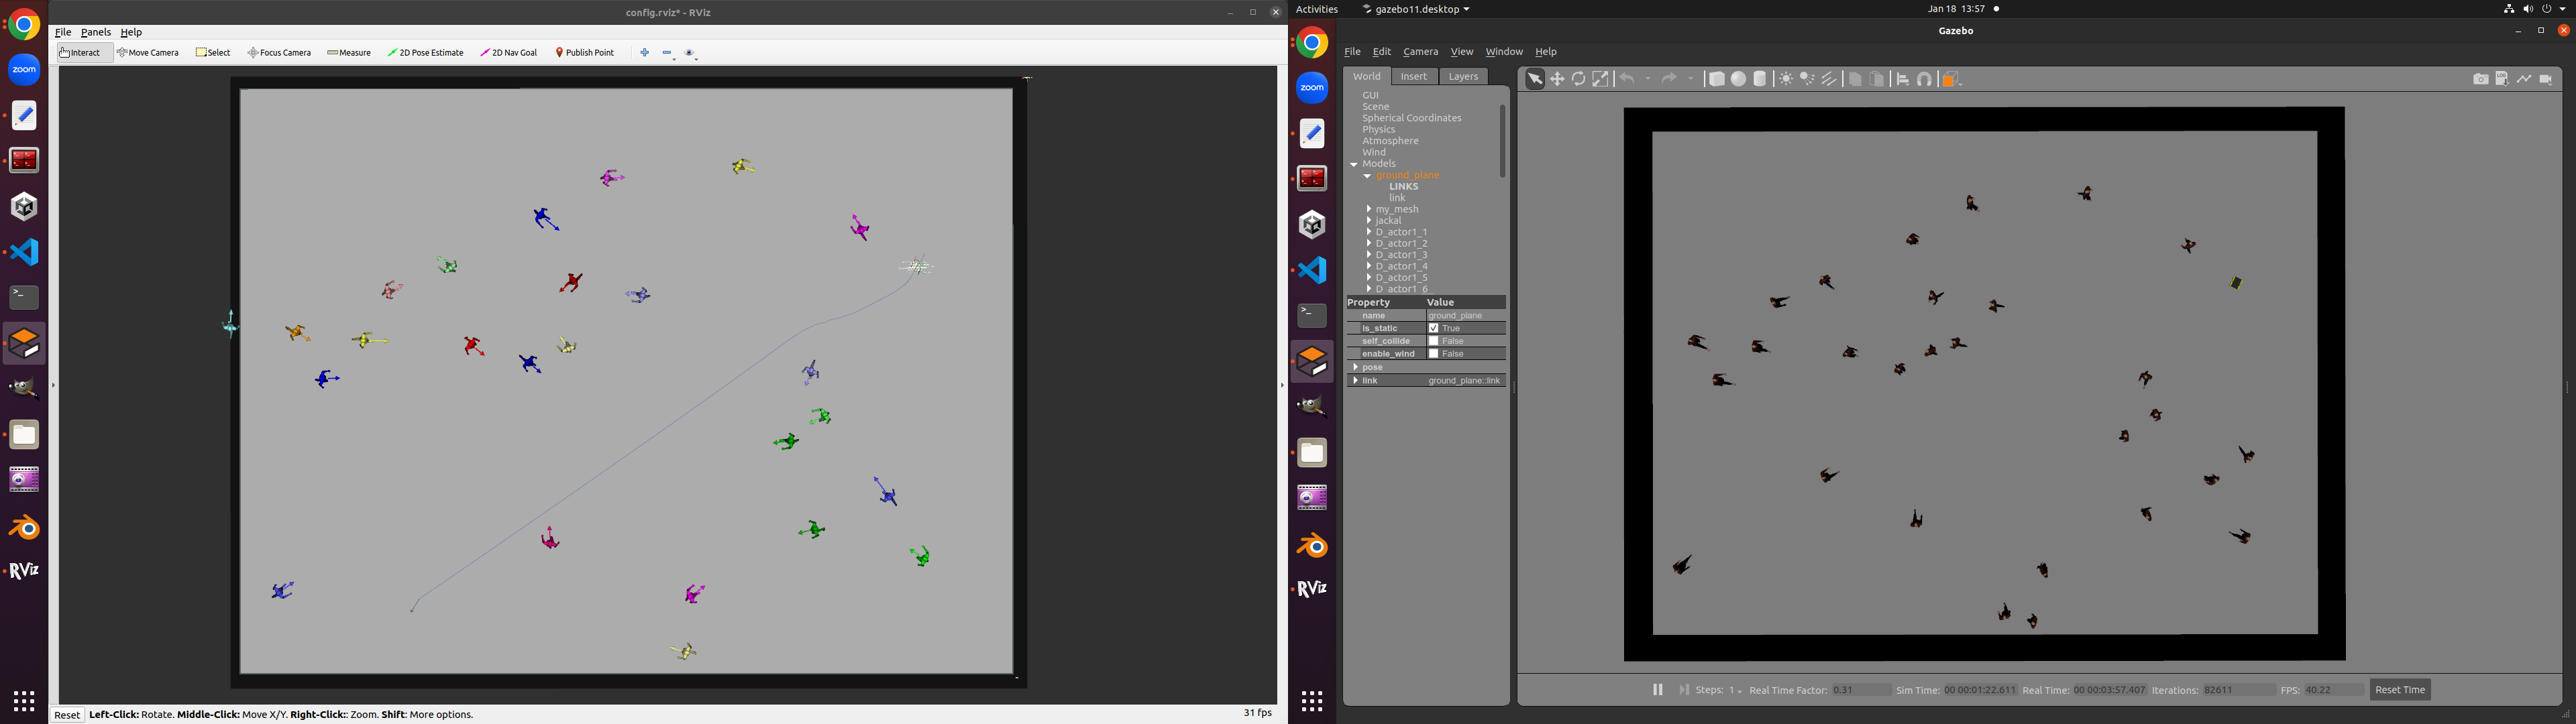 config.rviz* - RViz
File Panels Help
Interact Move Camera Select Focus Camera Measure 2D Pose Estimate 2D Nav Goal Publish Point
zoom
RViz
Reset Left-Click: Rotate. Middle-Click: Move X/Y. Right-Click:: Zoom. Shift: More options. 31 fps
Activities gazebo11.desktop Jan 18 13:57
Gazebo
File Edit Camera View Window Help
World Insert Layers
LOG
zoom
GUI
Scene
Spherical Coordinates
Physics
Atmosphere
Wind
Models
ground_plane
LINKS
link
my_mesh
jackal
D_actor1_1
D_actor1_2
D_actor1_3
D_actor1_4
D_actor1_5
D_actor1_6
Property Value
name ground_plane
is_static True
self_collide False
enable_wind False
pose
link ground_plane::link
RViz
Steps: 1 Real Time Factor: 0.31 Sim Time: 00 00:01:22.611 Real Time: 00 00:03:57.407 Iterations: 82611 FPS: 40.22 Reset Time